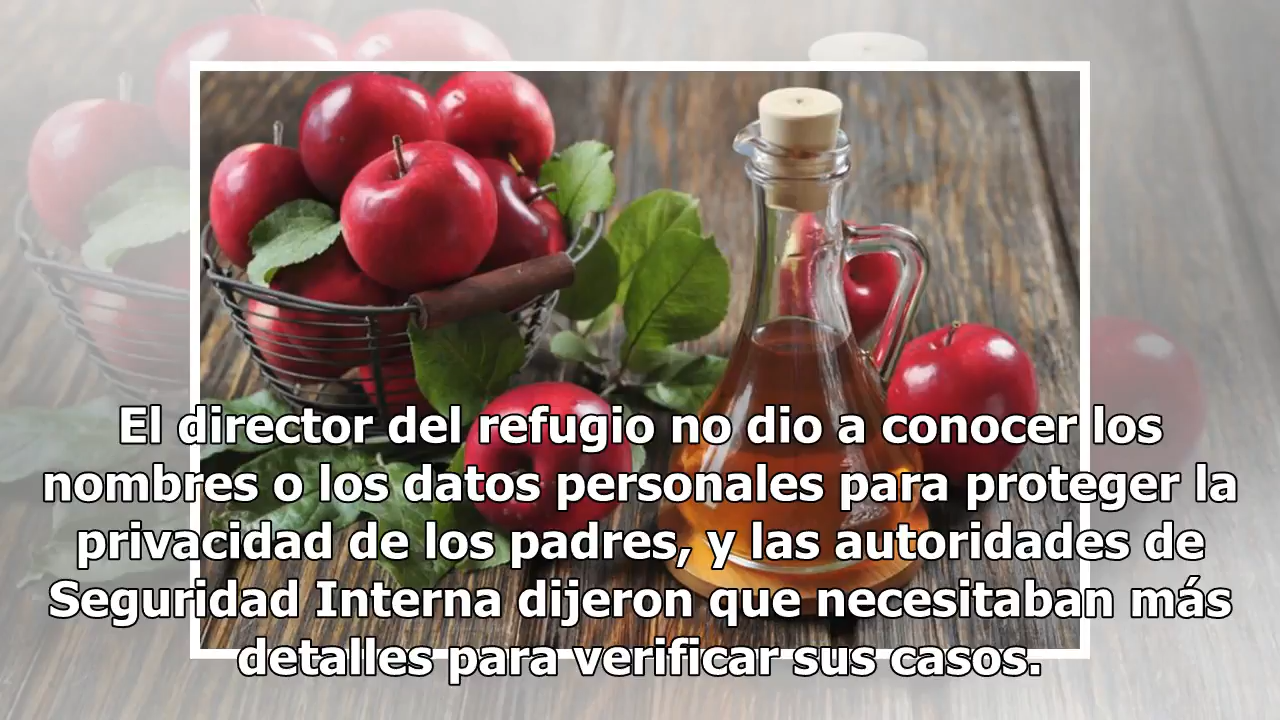 El director del refugio no dio a conocer los
nombres o los datos personales para proteger la
privacidad de los padres, y las autoridades de
Seguridad Interna dijeron que necesitaban más
detalles para verificar sus casos.